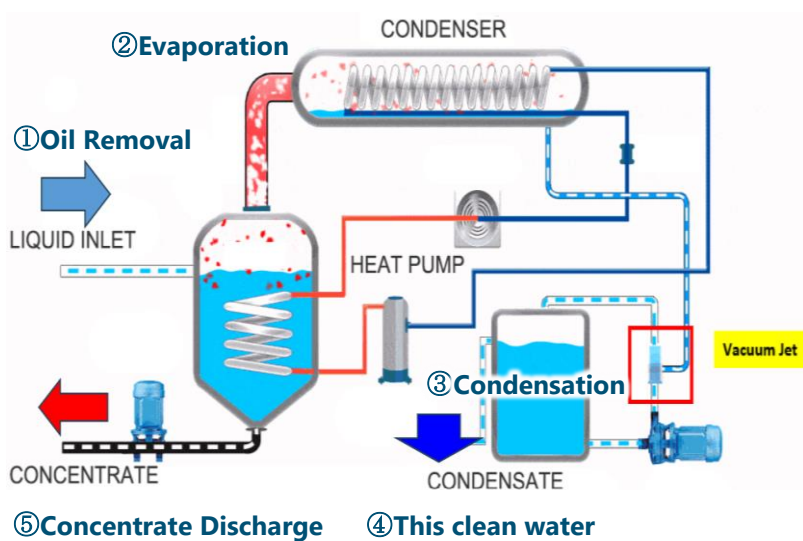 CONDENSER
②Evaporation
①Oil Removal
LIQUID INLET
HEAT PUMP
Vacuum Jet
③Condensation
CONCENTRATE
CONDENSATE
⑤Concentrate Discharge
④This clean water